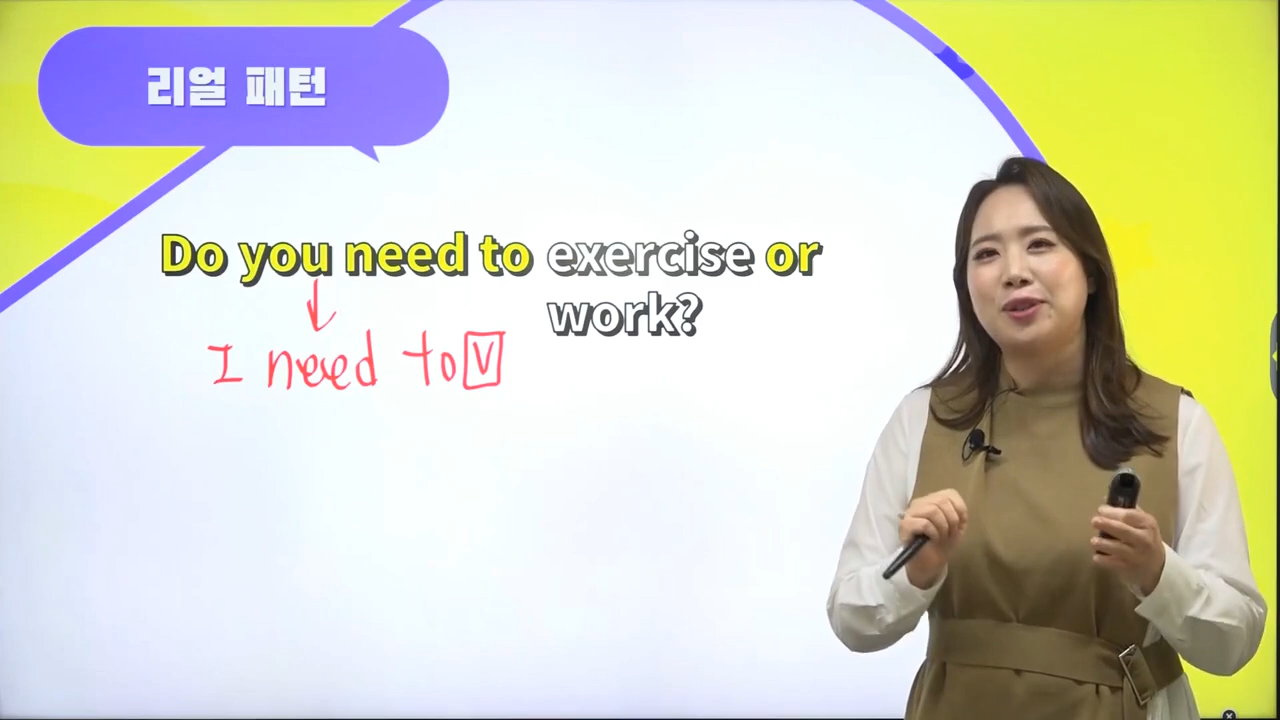 리얼 패턴
Do you need to exercise or
work?
I need to V